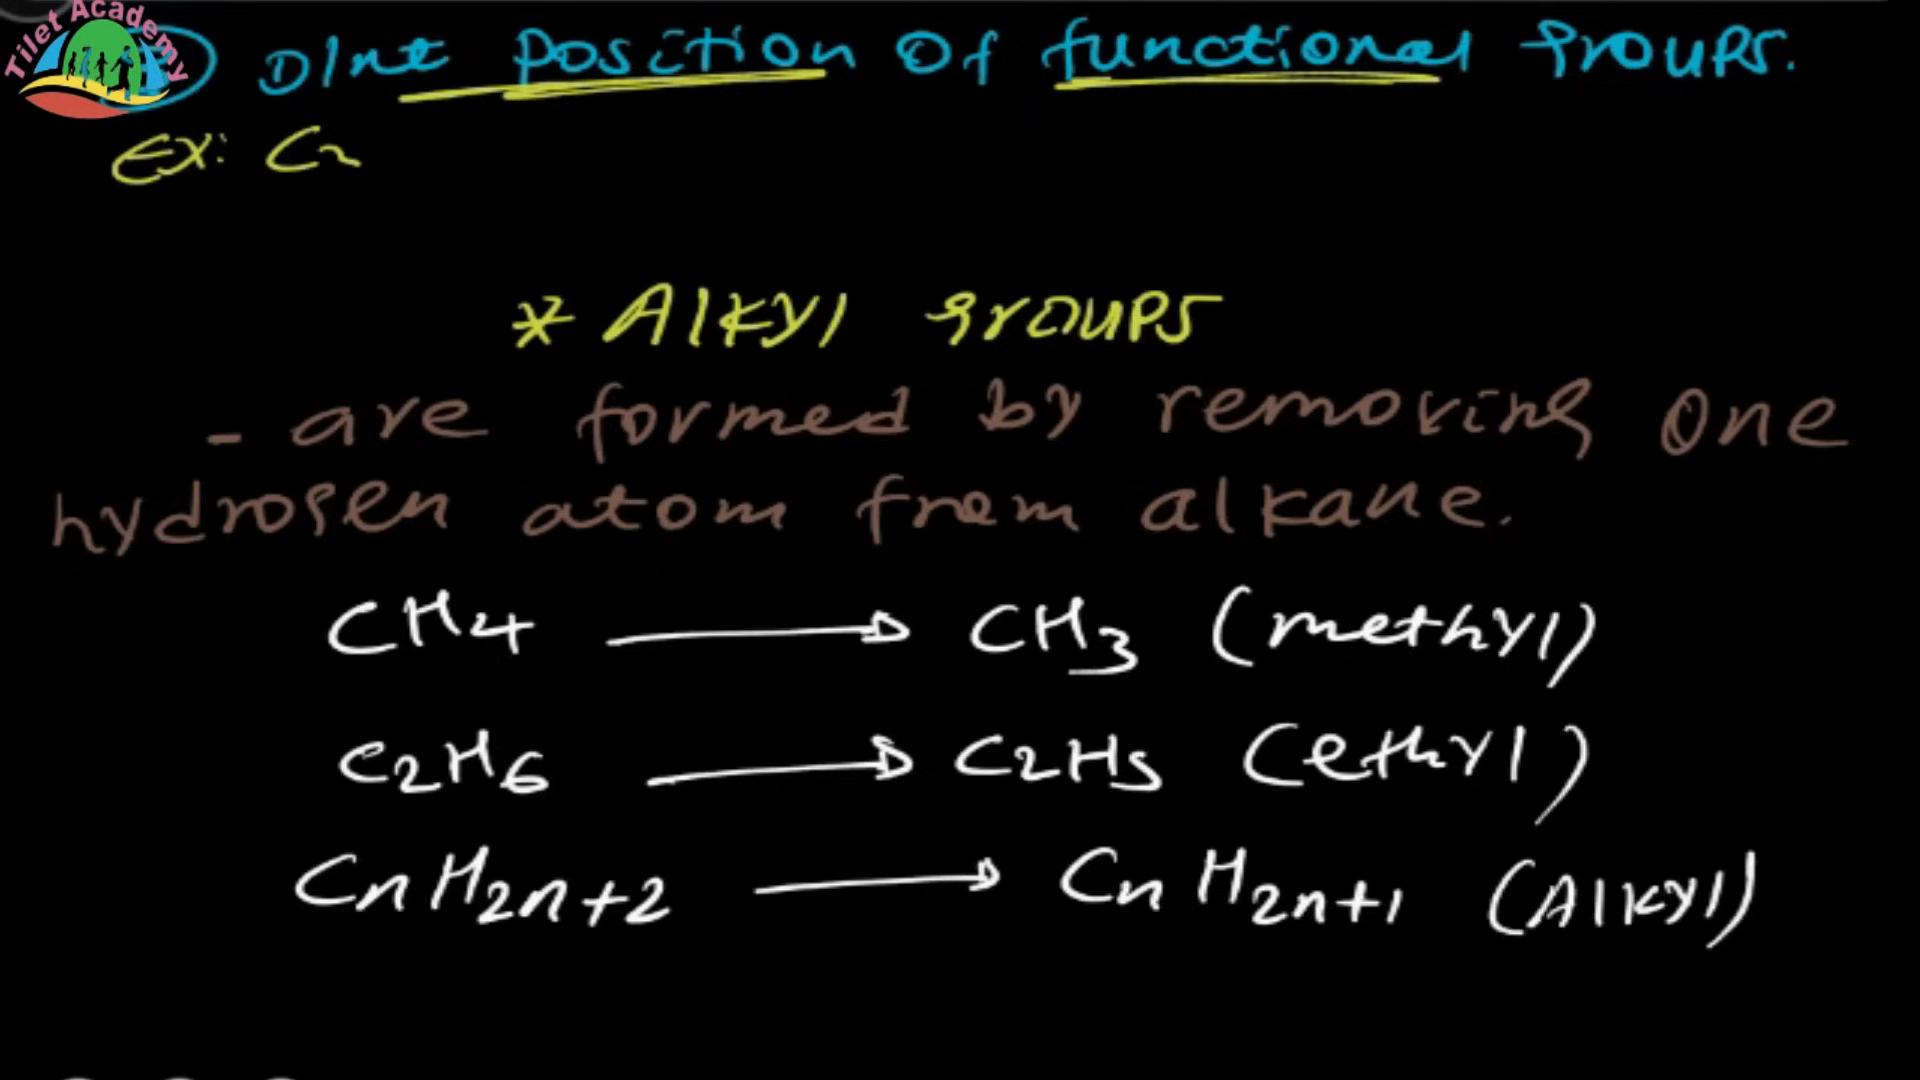 Tilet Academy
D/nt position of functional groups.
Ex: C
* Alkyl groups
- are formed by removing one
hydrogen atom from alkane.
CH4 → CH3 (methyl)
C2H6 → C2H5 (ethyl)
CnH2n+2 → CnH2n+1 (Alkyl)